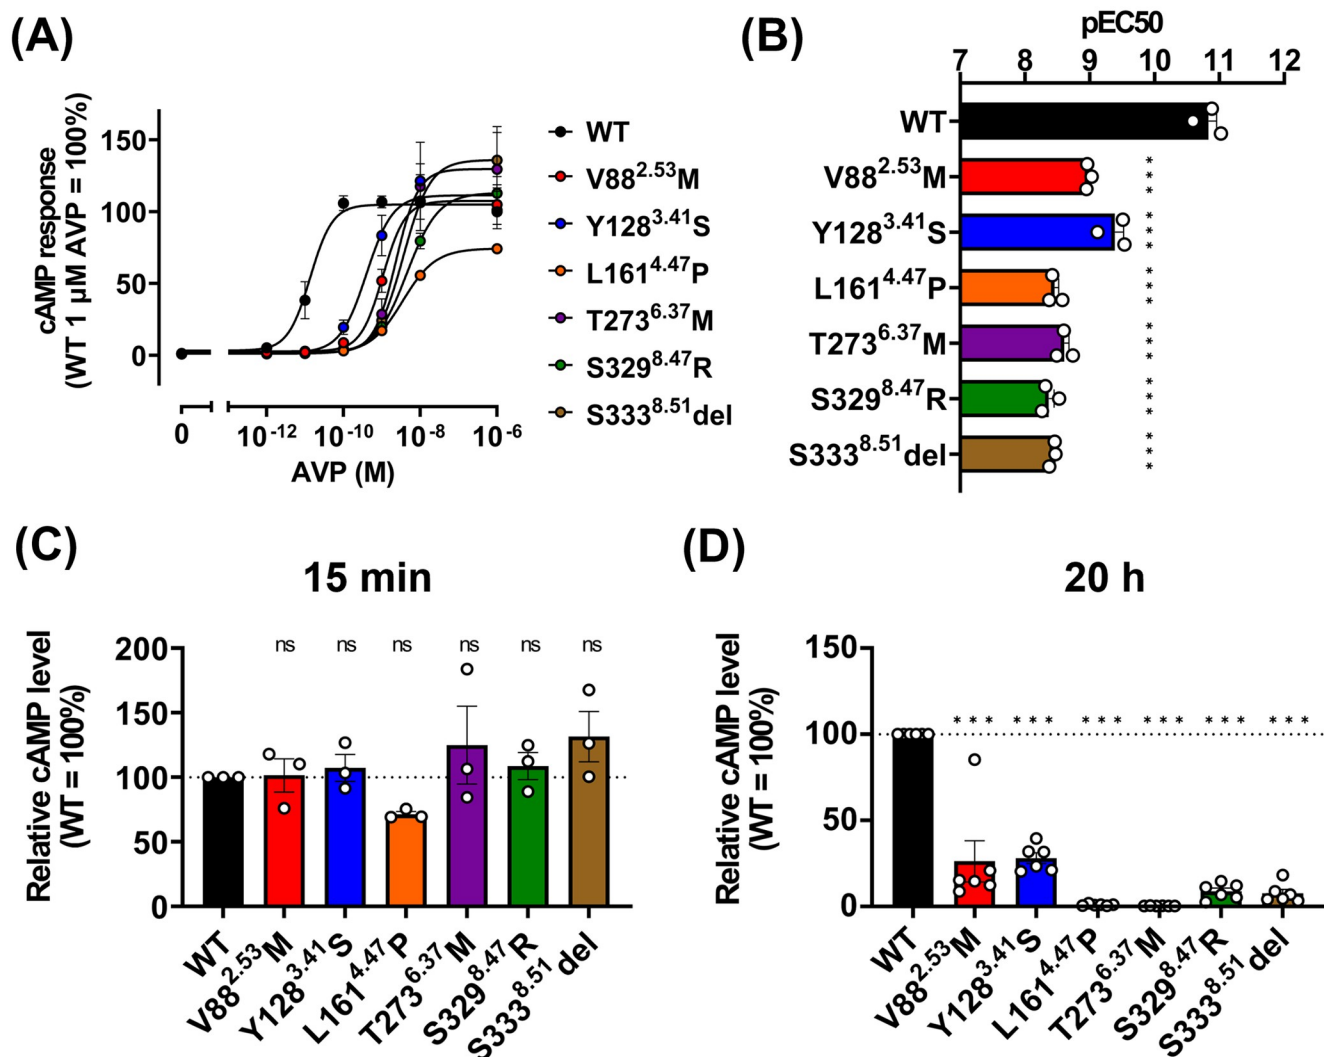 (A)
cAMP response
(WT 1 μM AVP = 100%)
150
100
50
0
0
10⁻¹²
10⁻¹⁰
10⁻⁸
10⁻⁶
AVP (M)
WT
V88²·⁵³M
Y128³·⁴¹S
L161⁴·⁴⁷P
T273⁶·³⁷M
S329⁸·⁴⁷R
S333⁸·⁵¹del
(B)
pEC50
7 8 9 10 11 12
WT
V88²·⁵³M
***
Y128³·⁴¹S
***
L161⁴·⁴⁷P
***
T273⁶·³⁷M
***
S329⁸·⁴⁷R
***
S333⁸·⁵¹del
***
(C)
15 min
Relative cAMP level
(WT = 100%)
200
150
100
50
0
ns ns ns ns ns ns
WT
V88²·⁵³M
Y128³·⁴¹S
L161⁴·⁴⁷P
T273⁶·³⁷M
S329⁸·⁴⁷R
S333⁸·⁵¹del
(D)
20 h
Relative cAMP level
(WT = 100%)
150
100
50
0
*** *** *** *** *** ***
WT
V88²·⁵³M
Y128³·⁴¹S
L161⁴·⁴⁷P
T273⁶·³⁷M
S329⁸·⁴⁷R
S333⁸·⁵¹del